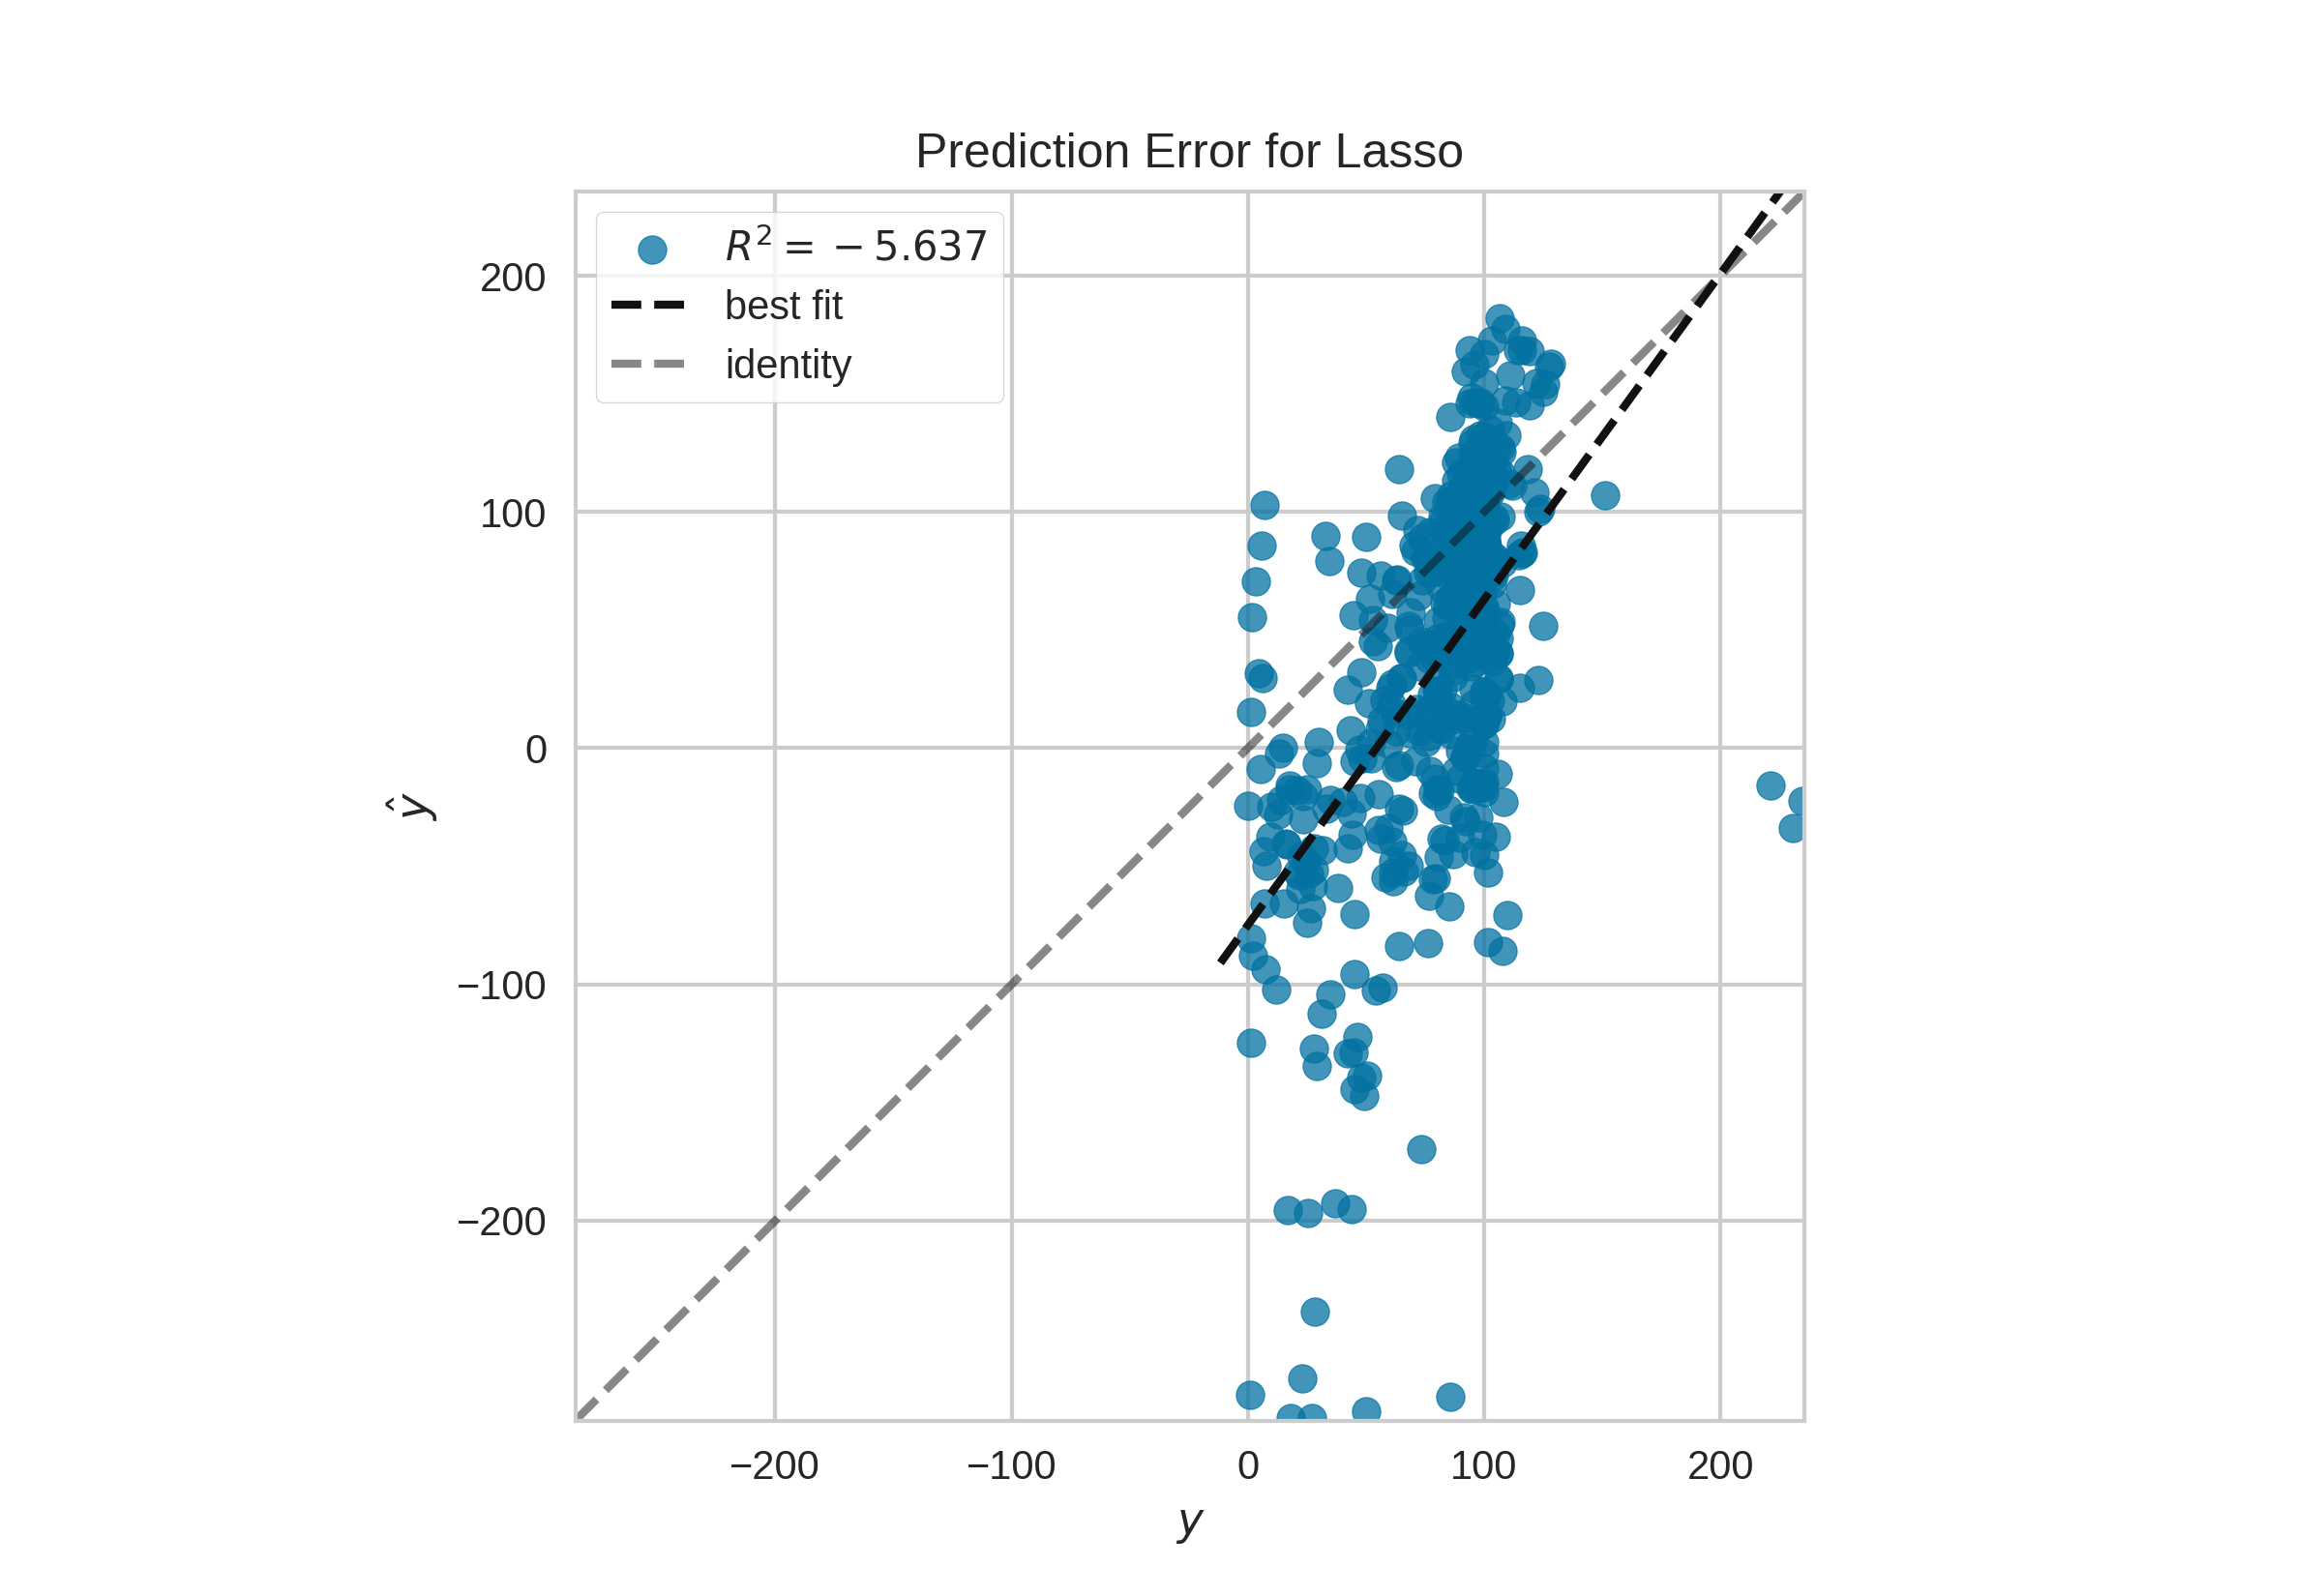 Prediction Error for Lasso
R² = −5.637
best fit
identity
200
100
0
−100
−200
ŷ
−200
−100
0
100
200
y